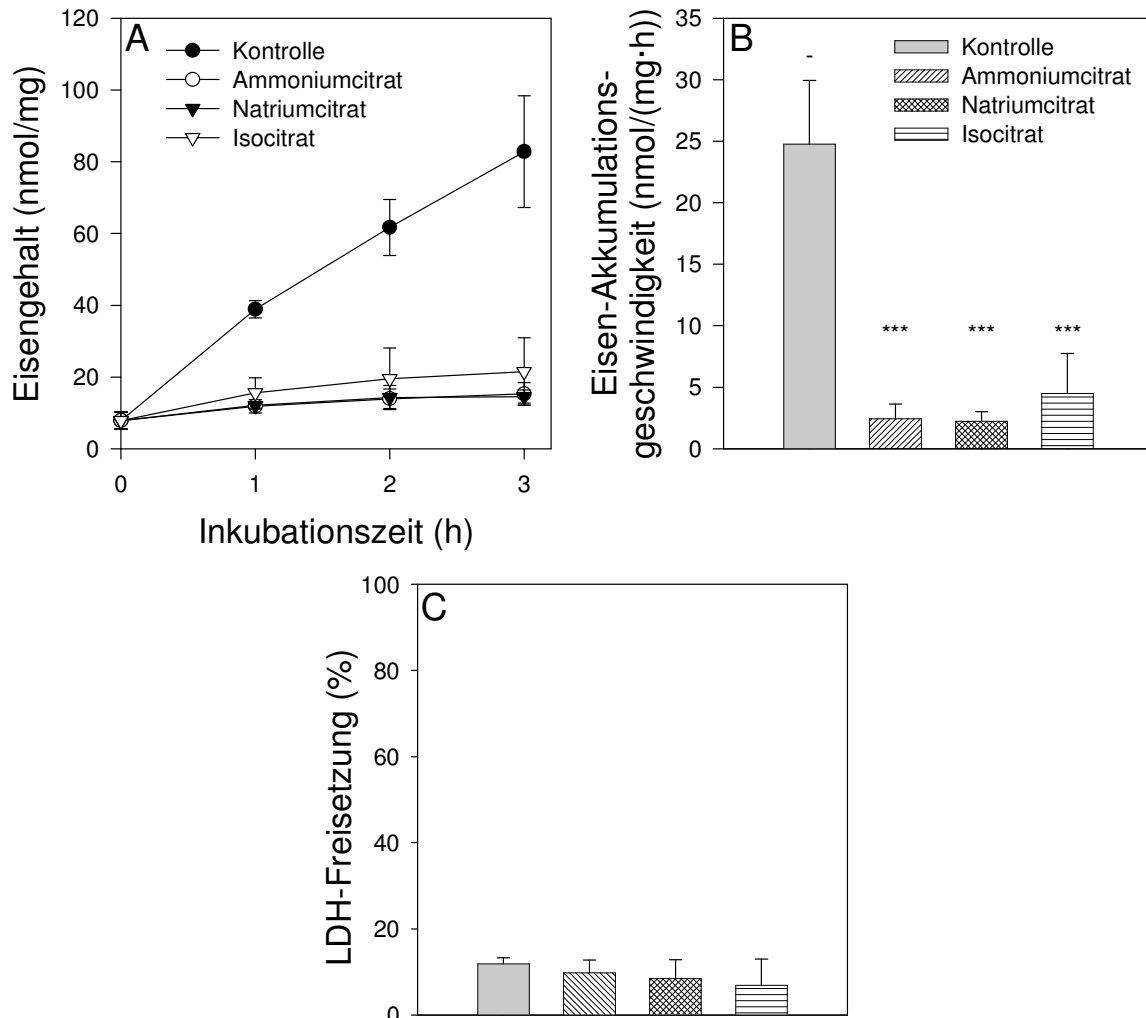 A
Kontrolle
Ammoniumcitrat
Natriumcitrat
Isocitrat
Eisengehalt (nmol/mg)
120
100
80
60
40
20
0
0 1 2 3
Inkubationszeit (h)
B
Kontrolle
Ammoniumcitrat
Natriumcitrat
Isocitrat
Eisen-Akkumulations-
geschwindigkeit (nmol/(mg·h))
35
30
25
20
15
10
5
0
-
*** *** ***
C
LDH-Freisetzung (%)
100
80
60
40
20
0